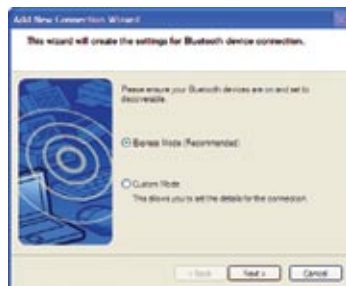 Add New Connection Wizard
This wizard will create the settings for Bluetooth device connection.
Please ensure your Bluetooth devices are on and set to
discoverable.
Express Mode (Recommended)
Custom Mode
This allows you to set the details for the connection.
< Back
Next >
Cancel